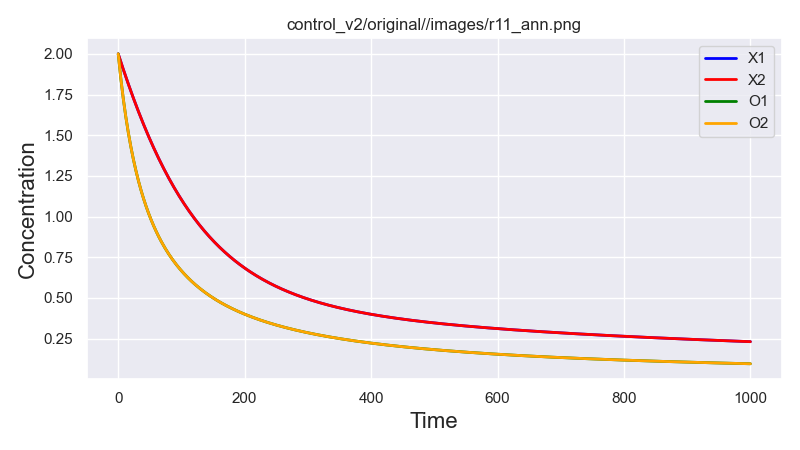 control_v2/original//images/r11_ann.png
X1
X2
O1
O2
Concentration
2.00
1.75
1.50
1.25
1.00
0.75
0.50
0.25
0 200 400 600 800 1000
Time